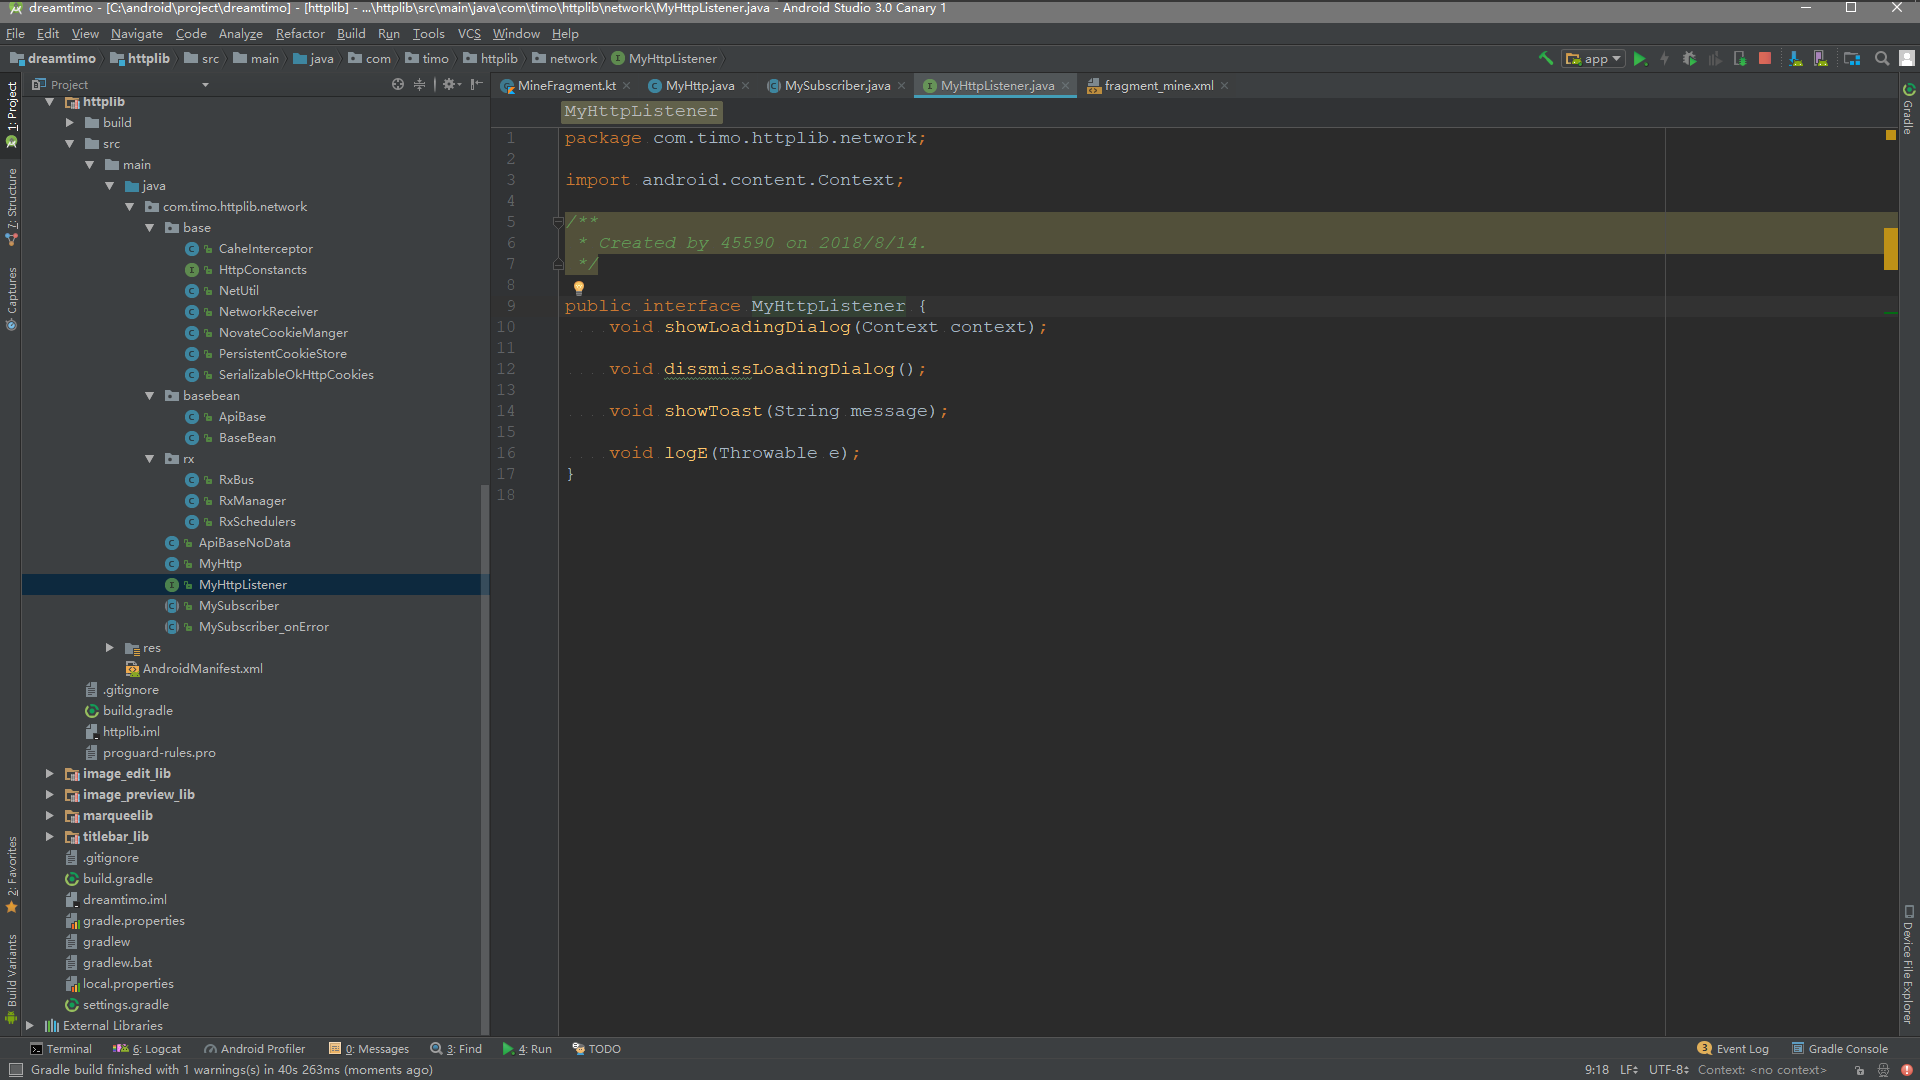 dreamtimo - [C:\android\project\dreamtimo] - [httplib] - ...\httplib\src\main\java\com\timo\httplib\network\MyHttpListener.java - Android Studio 3.0 Canary 1
File Edit View Navigate Code Analyze Refactor Build Run Tools VCS Window Help
dreamtimo httplib src main java com timo httplib network MyHttpListener
app
Project
MineFragment.kt MyHttp.java MySubscriber.java MyHttpListener.java fragment_mine.xml
MyHttpListener
1: Project
7: Structure
Captures
2: Favorites
Build Variants
httplib
build
src
main
java
com.timo.httplib.network
base
CaheInterceptor
HttpConstancts
NetUtil
NetworkReceiver
NovateCookieManger
PersistentCookieStore
SerializableOkHttpCookies
basebean
ApiBase
BaseBean
rx
RxBus
RxManager
RxSchedulers
ApiBaseNoData
MyHttp
MyHttpListener
MySubscriber
MySubscriber_onError
res
AndroidManifest.xml
.gitignore
build.gradle
httplib.iml
proguard-rules.pro
image_edit_lib
image_preview_lib
marqueelib
titlebar_lib
.gitignore
build.gradle
dreamtimo.iml
gradle.properties
gradlew
gradlew.bat
local.properties
settings.gradle
External Libraries
1 package com.timo.httplib.network;
2
3 import android.content.Context;
4
5 /**
6 * Created by 45590 on 2018/8/14.
7 */
8
9 public interface MyHttpListener {
10 void showLoadingDialog(Context context);
11
12 void dissmissLoadingDialog();
13
14 void showToast(String message);
15
16 void logE(Throwable e);
17 }
18
Gradle
Device File Explorer
Terminal 6: Logcat Android Profiler 0: Messages 3: Find 4: Run TODO 3 Event Log Gradle Console
Gradle build finished with 1 warnings(s) in 40s 263ms (moments ago) 9:18 LF UTF-8 Context: <no context>